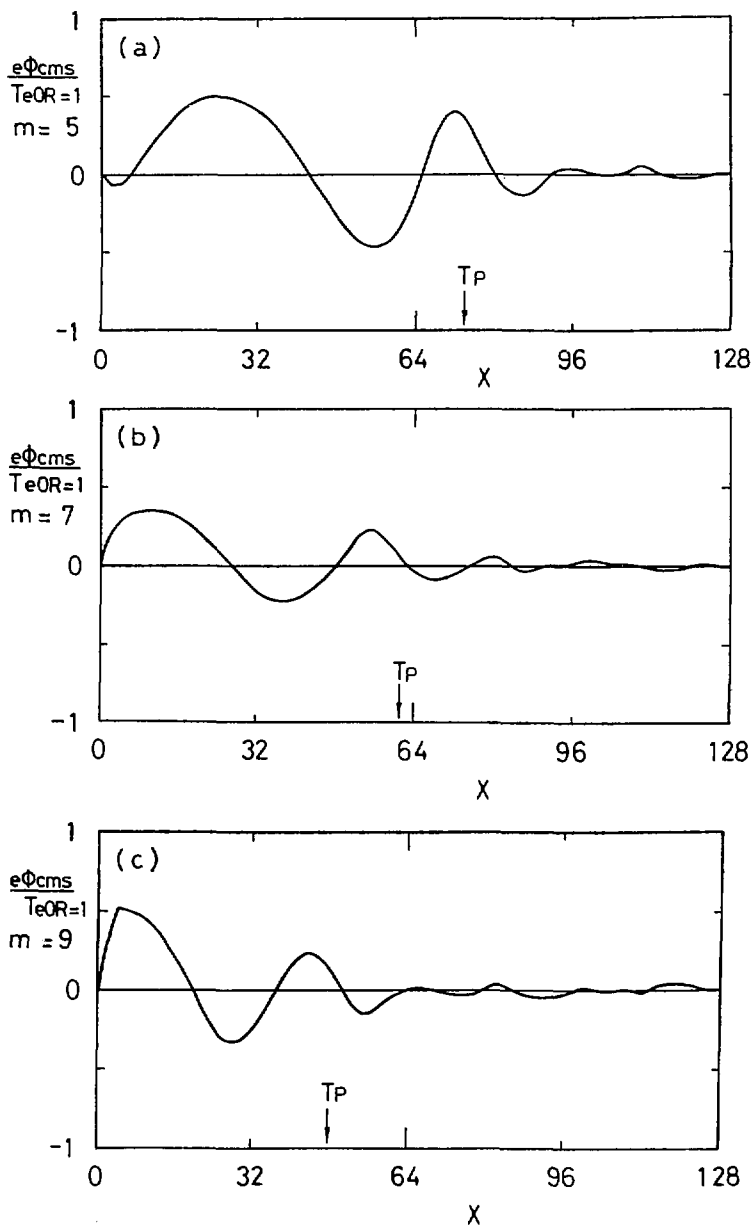 1
(a)
eΦcms
TeOR=1
m= 5
0
TP
-1
0 32 64 96 128
X
1
(b)
eΦcms
TeOR=1
m = 7
0
TP
-1
0 32 64 96 128
X
1
(c)
eΦcms
TeOR=1
m = 9
0
TP
-1
0 32 64 96 128
X